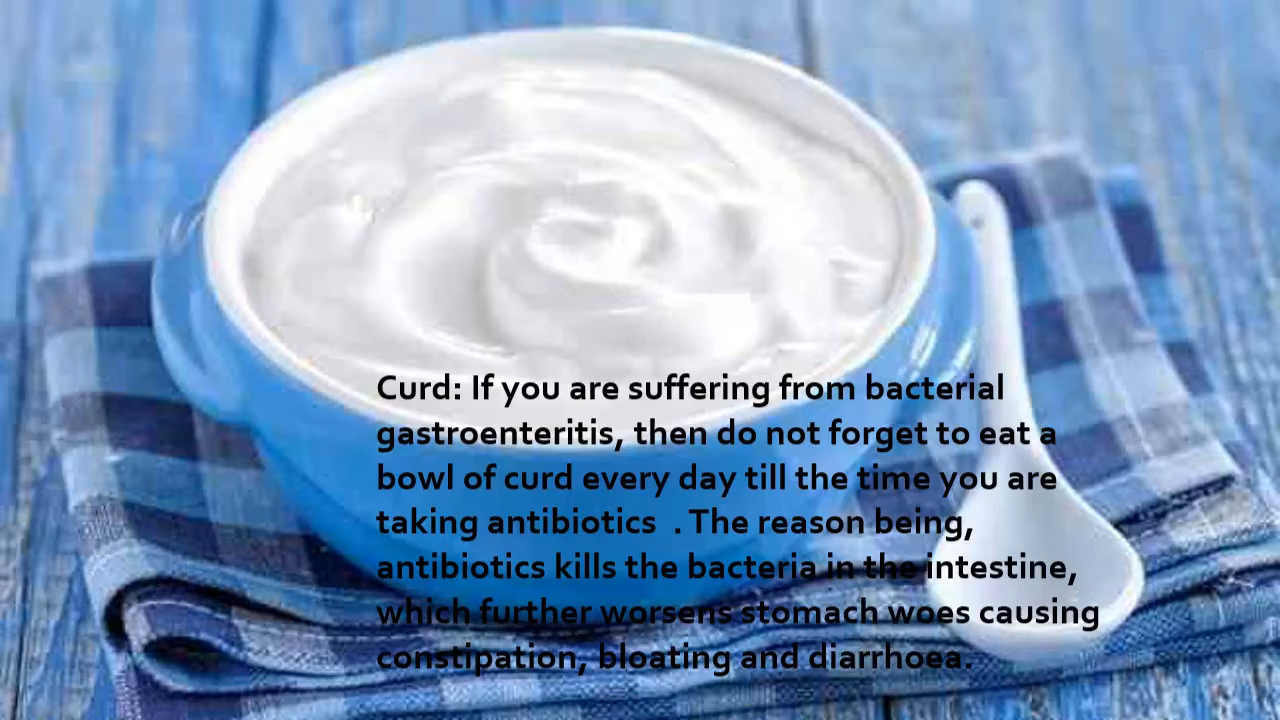 Curd: If you are suffering from bacterial
gastroenteritis, then do not forget to eat a
bowl of curd every day till the time you are
taking antibiotics  . The reason being,
antibiotics kills the bacteria in the intestine,
which further worsens stomach woes causing
constipation, bloating and diarrhoea.